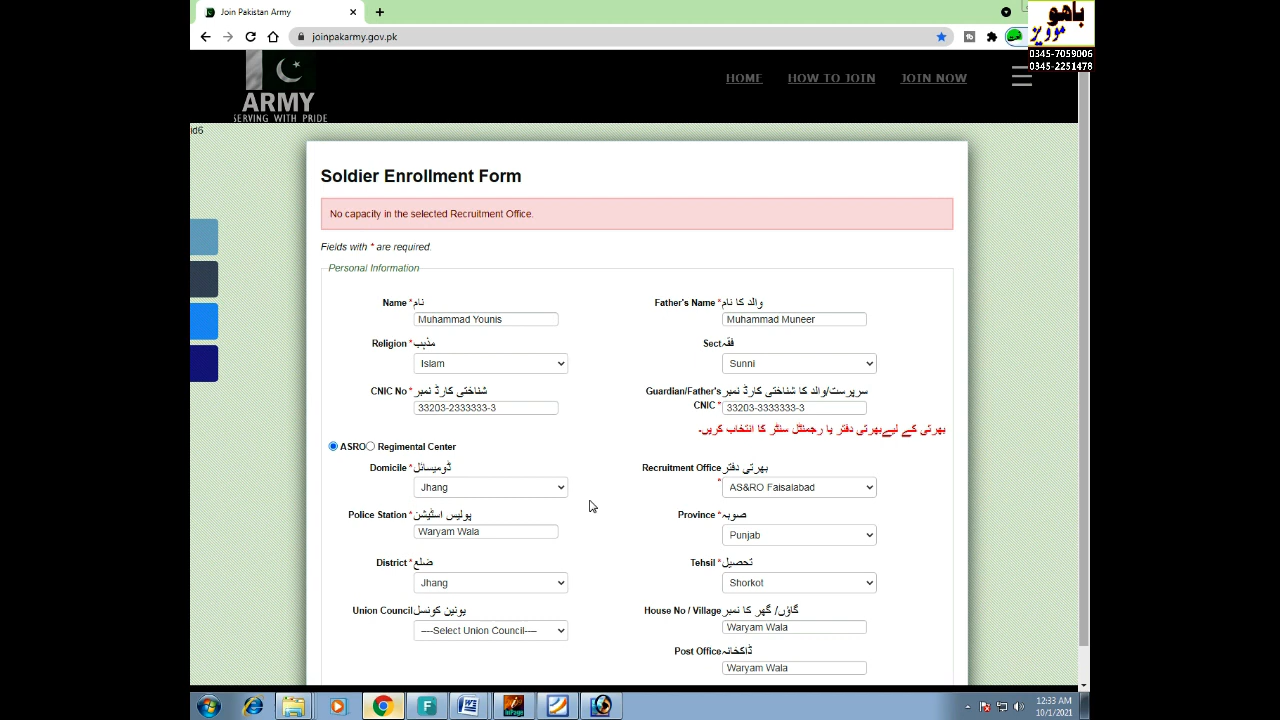 Join Pakistan Army
باھو
موویز
0345-7059006
0345-2251478
joinpakarmy.gov.pk
HOME HOW TO JOIN JOIN NOW
ARMY
SERVING WITH PRIDE
id6
Soldier Enrollment Form
No capacity in the selected Recruitment Office.
Fields with * are required.
Personal Information
Name *نام Father's Name *والد کا نام
Muhammad Younis Muhammad Muneer
Religion *مذہب Sect فقہ
Islam Sunni
CNIC No *شناختی کارڈ نمبر Guardian/Father's CNIC * سرپرست/والد کا شناختی کارڈ نمبر
33203-2333333-3 33203-3333333-3
بھرتی کے لیےبھرتی دفتر یا رجمنٹل سنٹر کا انتخاب کریں۔
ASRO Regimental Center
Domicile *ڈومیسائل Recruitment Office * بھرتی دفتر
Jhang AS&RO Faisalabad
Police Station *پولیس اسٹیشن Province *صوبہ
Waryam Wala Punjab
District *ضلع Tehsil *تحصیل
Jhang Shorkot
Union Council یونین کونسل House No / Village گاؤں/ گھر کا نمبر
----Select Union Council---- Waryam Wala
Post Office ڈاکخانہ
Waryam Wala
12:33 AM
10/1/2021